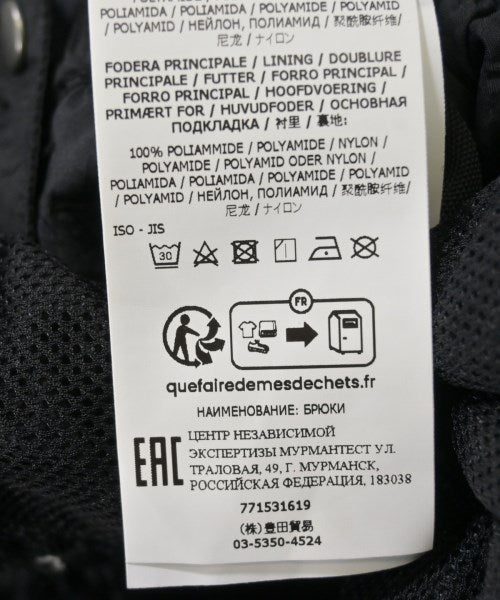 POLIAMIDA / POLIAMIDA / POLYAMIDE / POLYAMID
/ POLYAMID / НЕЙЛОН, ПОЛИАМИД / 聚酰胺纤维/
尼龙 / ナイロン
FODERA PRINCIPALE / LINING / DOUBLURE
PRINCIPALE / FUTTER / FORRO PRINCIPAL /
FORRO PRINCIPAL / HOOFDVOERING /
PRIMÆRT FOR / HUVUDFODER / ОСНОВНАЯ
ПОДКЛАДКА / 衬里 / 裏地:
100% POLIAMMIDE / POLYAMIDE / NYLON /
POLYAMIDE / POLYAMID ODER NYLON /
POLIAMIDA / POLIAMIDA / POLYAMIDE / POLYAMID
/ POLYAMID / НЕЙЛОН, ПОЛИАМИД / 聚酰胺纤维/
尼龙 / ナイロン
ISO - JIS
30
FR
quefairedemesdechets.fr
НАИМЕНОВАНИЕ: БРЮКИ
EAC
ЦЕНТР НЕЗАВИСИМОЙ
ЭКСПЕРТИЗЫ МУРМАНТЕСТ УЛ.
ТРАЛОВАЯ, 49, Г. МУРМАНСК,
РОССИЙСКАЯ ФЕДЕРАЦИЯ, 183038
771531619
(株)豊田貿易
03-5350-4524